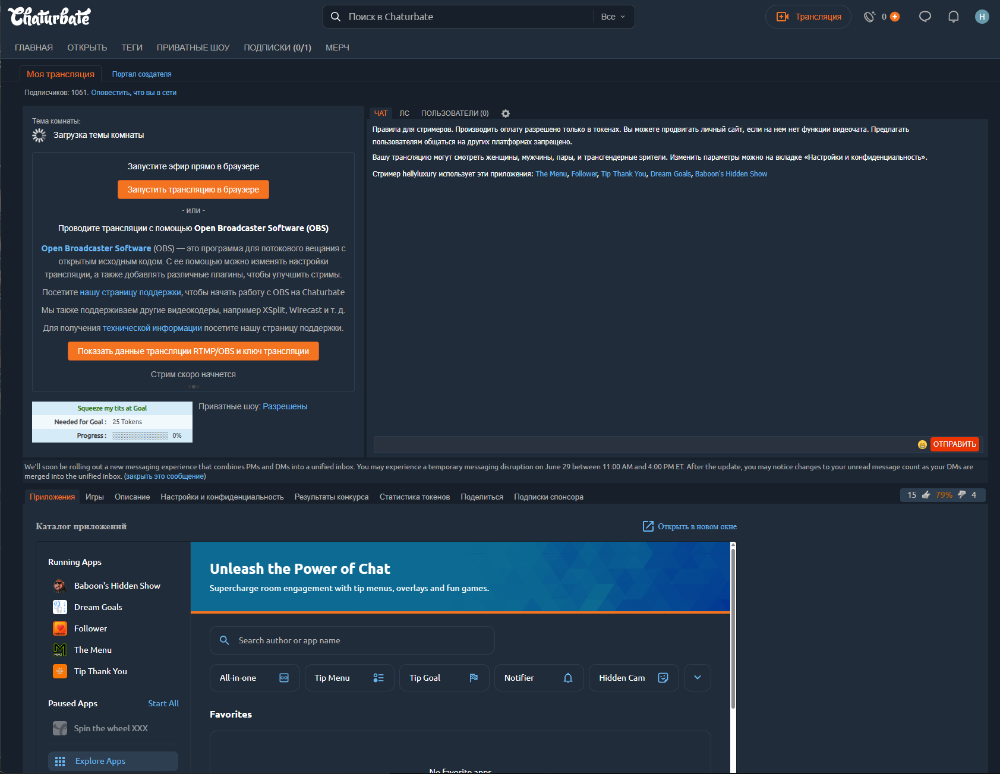 Chaturbate
Поиск в Chaturbate
Все
Трансляция
0
H
ГЛАВНАЯ ОТКРЫТЬ ТЕГИ ПРИВАТНЫЕ ШОУ ПОДПИСКИ (0/1) МЕРЧ
Моя трансляция Портал создателя
Подписчиков: 1061. Оповестить, что вы в сети
Тема комнаты:
Загрузка темы комнаты
Запустите эфир прямо в браузере
Запустить трансляцию в браузере
- или -
Проводите трансляции с помощью Open Broadcaster Software (OBS)
Open Broadcaster Software (OBS) — это программа для потокового вещания с
открытым исходным кодом. С ее помощью можно изменять настройки
трансляции, а также добавлять различные плагины, чтобы улучшить стримы.
Посетите нашу страницу поддержки, чтобы начать работу с OBS на Chaturbate
Мы также поддерживаем другие видеокодеры, например XSplit, Wirecast и т. д.
Для получения технической информации посетите нашу страницу поддержки.
Показать данные трансляции RTMP/OBS и ключ трансляции
Стрим скоро начнется
Squeeze my tits at Goal
Needed for Goal : 25 Tokens
Progress : 0%
Приватные шоу: Разрешены
ЧАТ ЛС ПОЛЬЗОВАТЕЛИ (0)
Правила для стримеров. Производить оплату разрешено только в токенах. Вы можете продвигать личный сайт, если на нем нет функции видеочата. Предлагать
пользователям общаться на других платформах запрещено.
Вашу трансляцию могут смотреть женщины, мужчины, пары, и трансгендерные зрители. Изменить параметры можно на вкладке «Настройки и конфиденциальность».
Стример hellyluxury использует эти приложения: The Menu, Follower, Tip Thank You, Dream Goals, Baboon's Hidden Show
ОТПРАВИТЬ
We'll soon be rolling out a new messaging experience that combines PMs and DMs into a unified inbox. You may experience a temporary messaging disruption on June 29 between 11:00 AM and 4:00 PM ET. After the update, you may notice changes to your unread message count as your DMs are
merged into the unified inbox. (закрыть это сообщение)
Приложения Игры Описание Настройки и конфиденциальность Результаты конкурса Статистика токенов Поделиться Подписки спонсора
15 79% 4
Каталог приложений
Открыть в новом окне
Running Apps
Baboon's Hidden Show
Dream Goals
Follower
The Menu
Tip Thank You
Paused Apps Start All
Spin the wheel XXX
Explore Apps
Unleash the Power of Chat
Supercharge room engagement with tip menus, overlays and fun games.
Search author or app name
All-in-one Tip Menu Tip Goal Notifier Hidden Cam
Favorites
No favorite apps